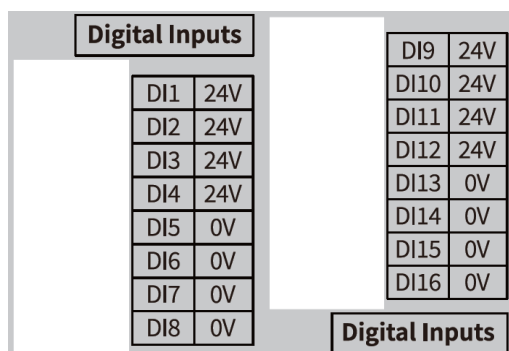 Digital Inputs
DI1 24V
DI2 24V
DI3 24V
DI4 24V
DI5 0V
DI6 0V
DI7 0V
DI8 0V
DI9 24V
DI10 24V
DI11 24V
DI12 24V
DI13 0V
DI14 0V
DI15 0V
DI16 0V
Digital Inputs